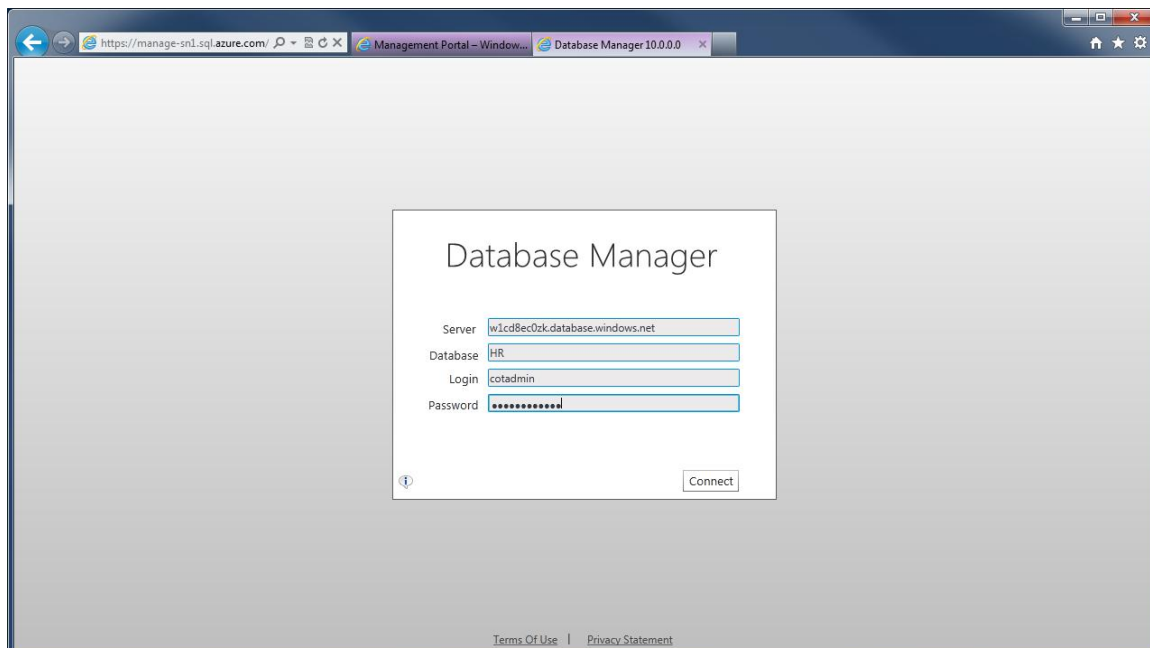 https://manage-sn1.sql.azure.com/
Management Portal – Window...
Database Manager 10.0.0.0
Database Manager
Server w1cd8ec0zk.database.windows.net
Database HR
Login cotadmin
Password ••••••••••••
Connect
Terms Of Use | Privacy Statement